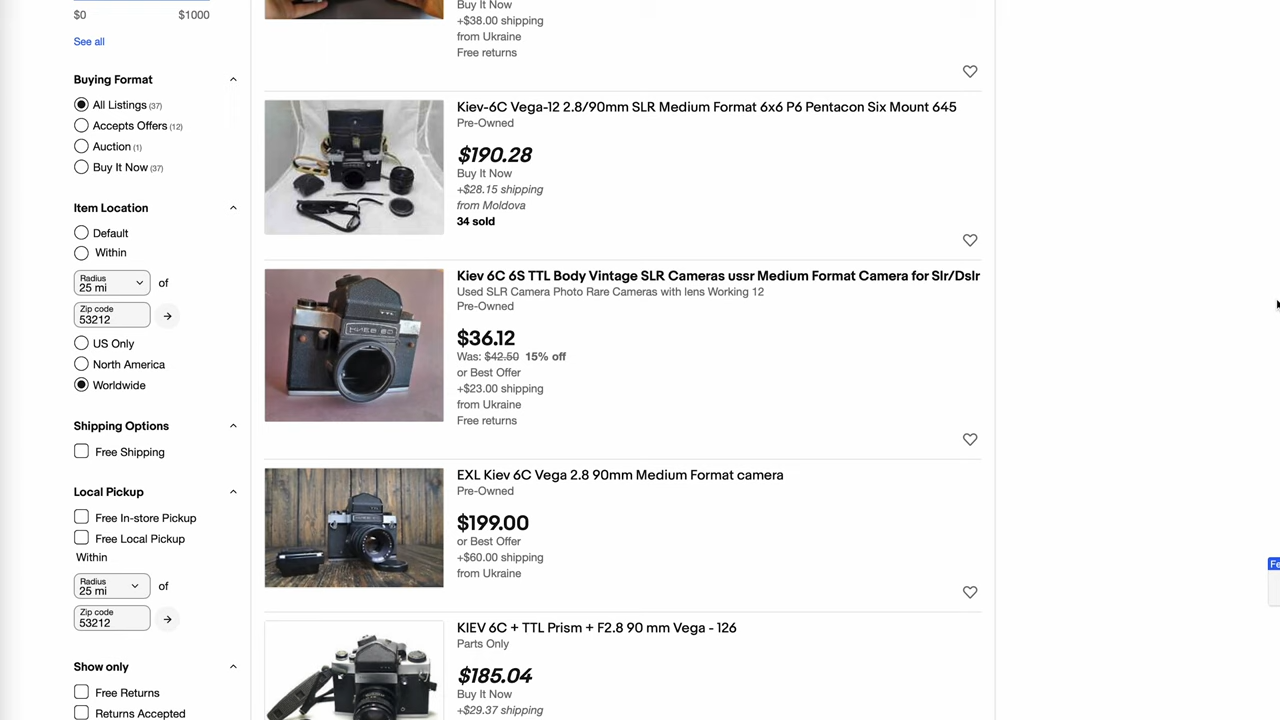 $0 $1000
See all
Buying Format
All Listings (37)
Accepts Offers (12)
Auction (1)
Buy It Now (37)
Item Location
Default
Within
Radius
25 mi
of
Zip code
53212
US Only
North America
Worldwide
Shipping Options
Free Shipping
Local Pickup
Free In-store Pickup
Free Local Pickup
Within
Radius
25 mi
of
Zip code
53212
Show only
Free Returns
Returns Accepted
Buy It Now
+$38.00 shipping
from Ukraine
Free returns
Kiev-6C Vega-12 2.8/90mm SLR Medium Format 6x6 P6 Pentacon Six Mount 645
Pre-Owned
$190.28
Buy It Now
+$28.15 shipping
from Moldova
34 sold
Kiev 6C 6S TTL Body Vintage SLR Cameras ussr Medium Format Camera for Slr/Dslr
Used SLR Camera Photo Rare Cameras with lens Working 12
Pre-Owned
$36.12
Was: $42.50 15% off
or Best Offer
+$23.00 shipping
from Ukraine
Free returns
EXL Kiev 6C Vega 2.8 90mm Medium Format camera
Pre-Owned
$199.00
or Best Offer
+$60.00 shipping
from Ukraine
KIEV 6C + TTL Prism + F2.8 90 mm Vega - 126
Parts Only
$185.04
Buy It Now
+$29.37 shipping
Fe